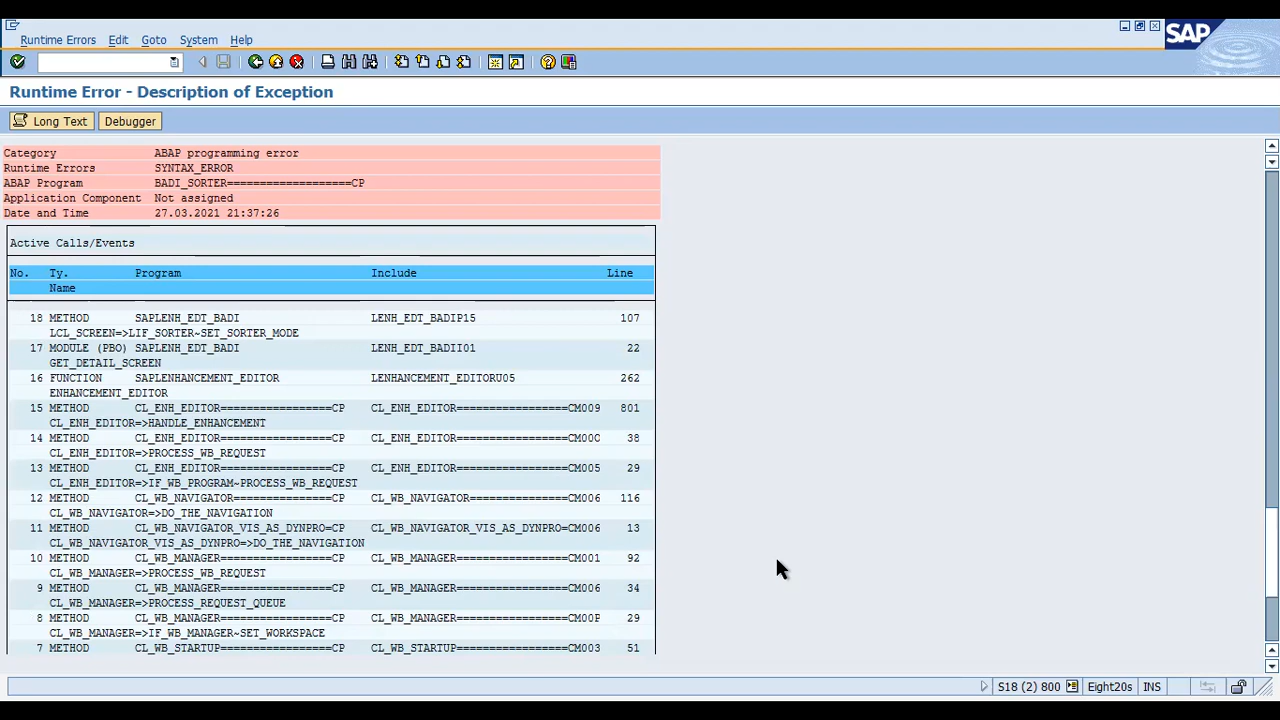 SAP
Runtime Errors Edit Goto System Help
Runtime Error - Description of Exception
Long Text Debugger
Category ABAP programming error
Runtime Errors SYNTAX_ERROR
ABAP Program BADI_SORTER====================CP
Application Component Not assigned
Date and Time 27.03.2021 21:37:26
Active Calls/Events
No. Ty. Program Include Line
Name
18 METHOD SAPLENH_EDT_BADI LENH_EDT_BADIP15 107
LCL_SCREEN=>LIF_SORTER~SET_SORTER_MODE
17 MODULE (PBO) SAPLENH_EDT_BADI LENH_EDT_BADII01 22
GET_DETAIL_SCREEN
16 FUNCTION SAPLENHANCEMENT_EDITOR LENHANCEMENT_EDITORU05 262
ENHANCEMENT_EDITOR
15 METHOD CL_ENH_EDITOR=================CP CL_ENH_EDITOR=================CM009 801
CL_ENH_EDITOR=>HANDLE_ENHANCEMENT
14 METHOD CL_ENH_EDITOR=================CP CL_ENH_EDITOR=================CM00C 38
CL_ENH_EDITOR=>PROCESS_WB_REQUEST
13 METHOD CL_ENH_EDITOR=================CP CL_ENH_EDITOR=================CM005 29
CL_ENH_EDITOR=>IF_WB_PROGRAM~PROCESS_WB_REQUEST
12 METHOD CL_WB_NAVIGATOR===============CP CL_WB_NAVIGATOR===============CM006 116
CL_WB_NAVIGATOR=>DO_THE_NAVIGATION
11 METHOD CL_WB_NAVIGATOR_VIS_AS_DYNPRO=CP CL_WB_NAVIGATOR_VIS_AS_DYNPRO=CM006 13
CL_WB_NAVIGATOR_VIS_AS_DYNPRO=>DO_THE_NAVIGATION
10 METHOD CL_WB_MANAGER=================CP CL_WB_MANAGER=================CM001 92
CL_WB_MANAGER=>PROCESS_WB_REQUEST
9 METHOD CL_WB_MANAGER=================CP CL_WB_MANAGER=================CM006 34
CL_WB_MANAGER=>PROCESS_REQUEST_QUEUE
8 METHOD CL_WB_MANAGER=================CP CL_WB_MANAGER=================CM00P 29
CL_WB_MANAGER=>IF_WB_MANAGER~SET_WORKSPACE
7 METHOD CL_WB_STARTUP=================CP CL_WB_STARTUP=================CM003 51
S18 (2) 800 Eight20s INS